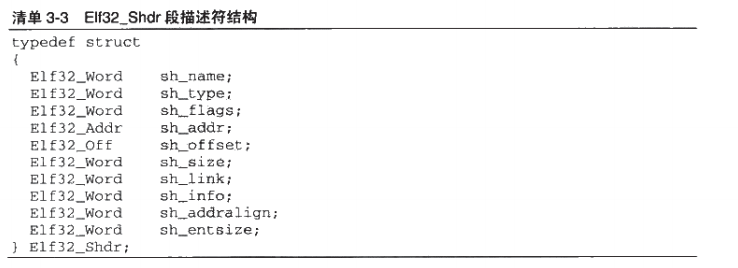 清单 3-3 Elf32_Shdr 段描述符结构
typedef struct
{
Elf32_Word sh_name;
Elf32_Word sh_type;
Elf32_Word sh_flags;
Elf32_Addr sh_addr;
Elf32_Off sh_offset;
Elf32_Word sh_size;
Elf32_Word sh_link;
Elf32_Word sh_info;
Elf32_Word sh_addralign;
Elf32_Word sh_entsize;
} Elf32_Shdr;